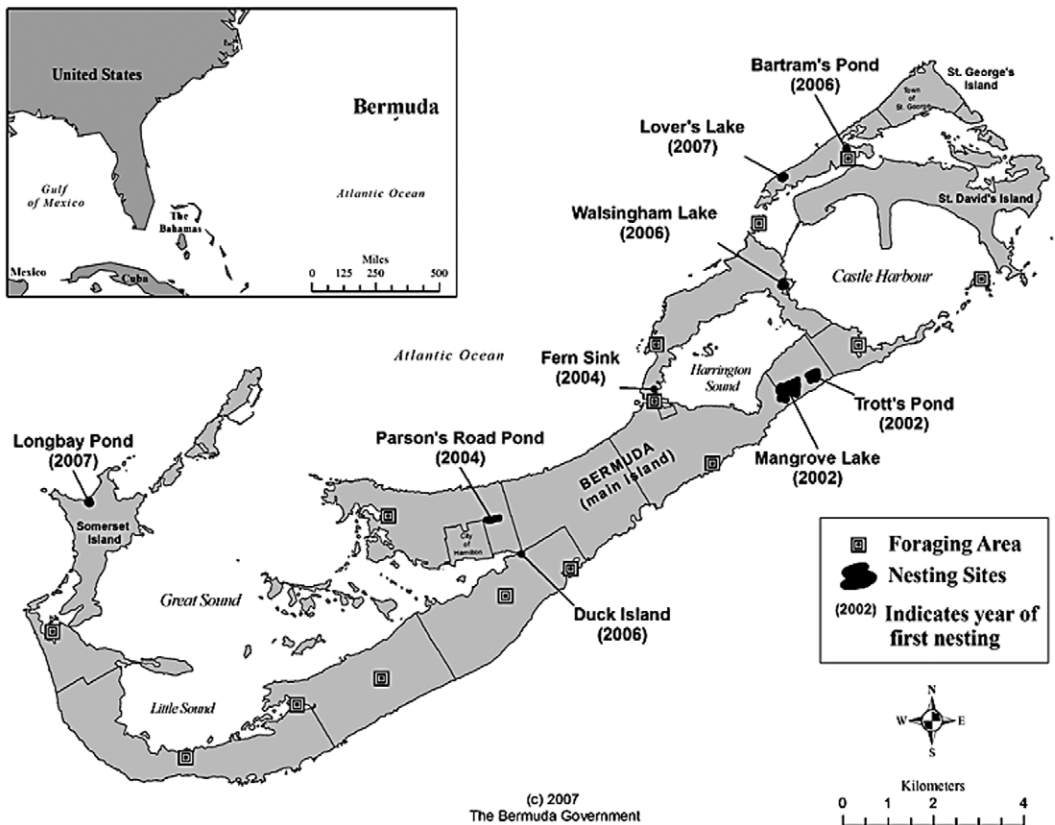 United States
Bermuda
Gulf
of Mexico
Atlantic Ocean
The
Bahamas
Mexico
Cuba
Miles
0 125 250 500
Bartram's Pond
(2006)
St. George's
Island
Town
of
St. George
Lover's Lake
(2007)
St. David's Island
Walsingham Lake
(2006)
Castle Harbour
Atlantic Ocean
Fern Sink
(2004)
Harrington
Sound
Trott's Pond
(2002)
Mangrove Lake
(2002)
Longbay Pond
(2007)
Parson's Road Pond
(2004)
BERMUDA
(main island)
Somerset
Island
City
of
Hamilton
Great Sound
Duck Island
(2006)
Little Sound
Foraging Area
Nesting Sites
(2002) Indicates year of
first nesting
N
W E
S
Kilometers
0 1 2 4
(c) 2007
The Bermuda Government